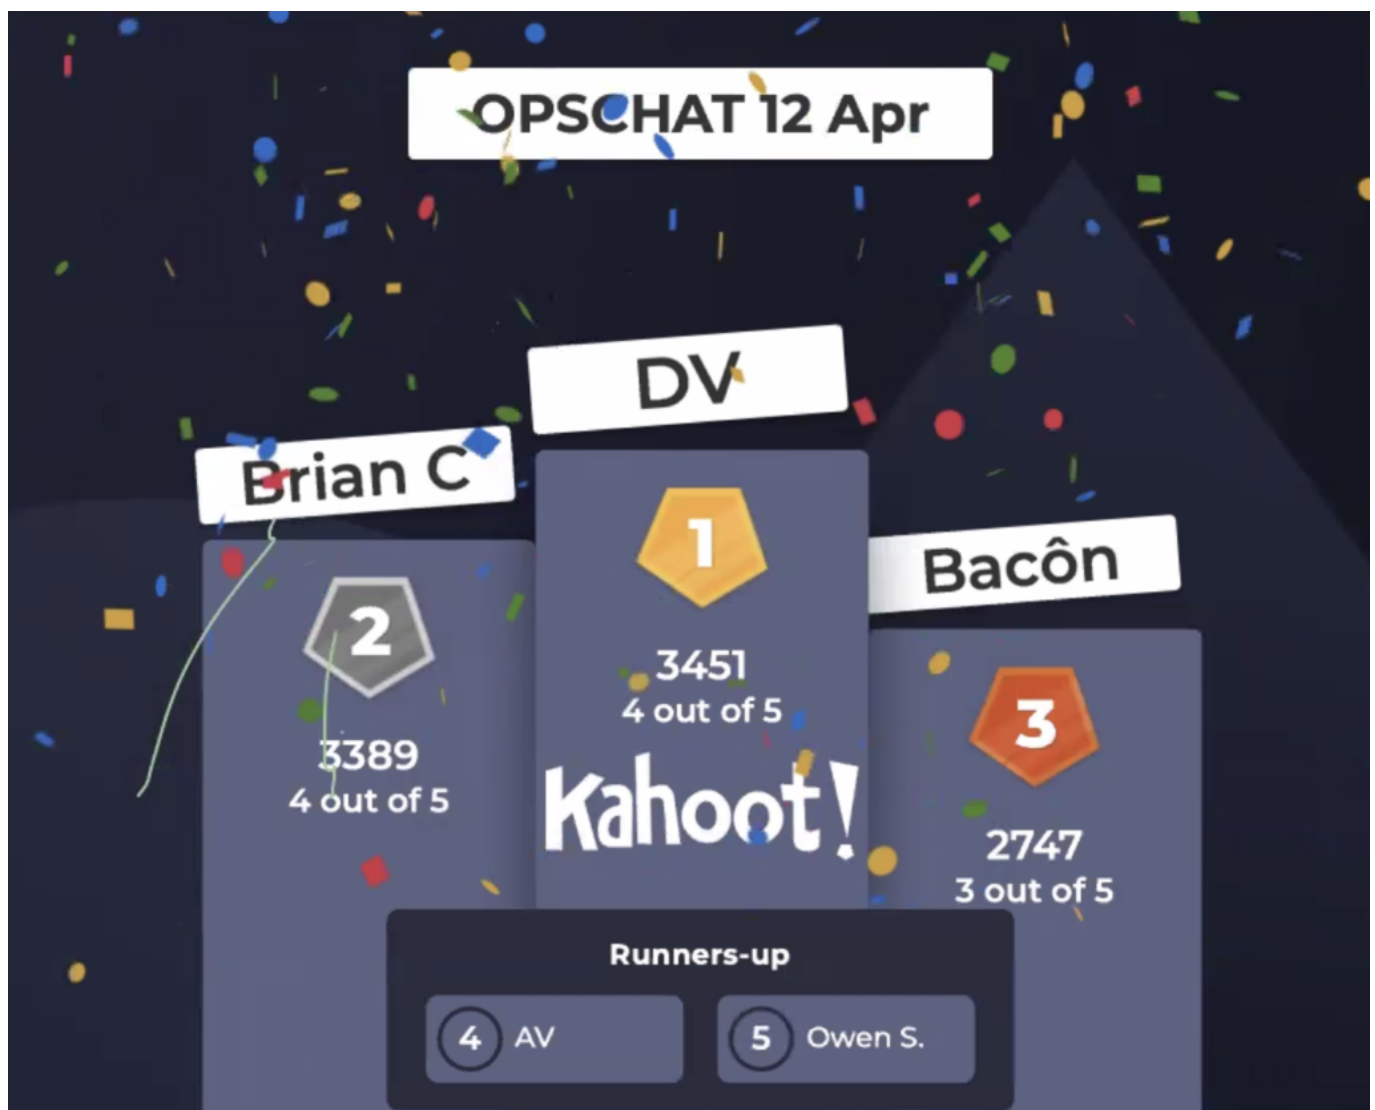 OPSCHAT 12 Apr
DV
Brian C
Bacôn
1
3451
4 out of 5
Kahoot!
2
3389
4 out of 5
3
2747
3 out of 5
Runners-up
4 AV
5 Owen S.